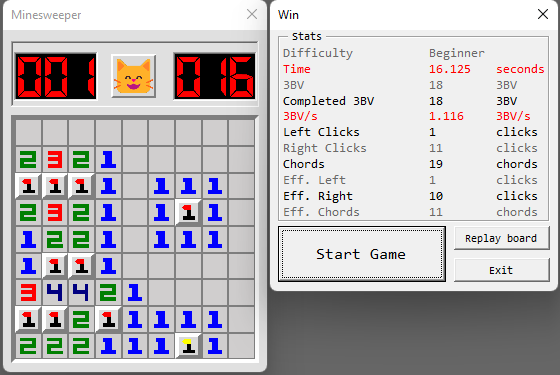 Minesweeper
001 016
2 3 2 1
1 1 1 1
2 3 2 1 1 1
1 2 2 1 1 1 1
1 1
3 4 4 2 1
2 1 1 1 1
2 2 2 1 1 1 1
Win
Stats
Difficulty Beginner
Time 16.125 seconds
3BV 18 3BV
Completed 3BV 18 3BV
3BV/s 1.116 3BV/s
Left Clicks 1 clicks
Right Clicks 11 clicks
Chords 19 chords
Eff. Left 1 clicks
Eff. Right 10 clicks
Eff. Chords 11 chords
Start Game
Replay board
Exit